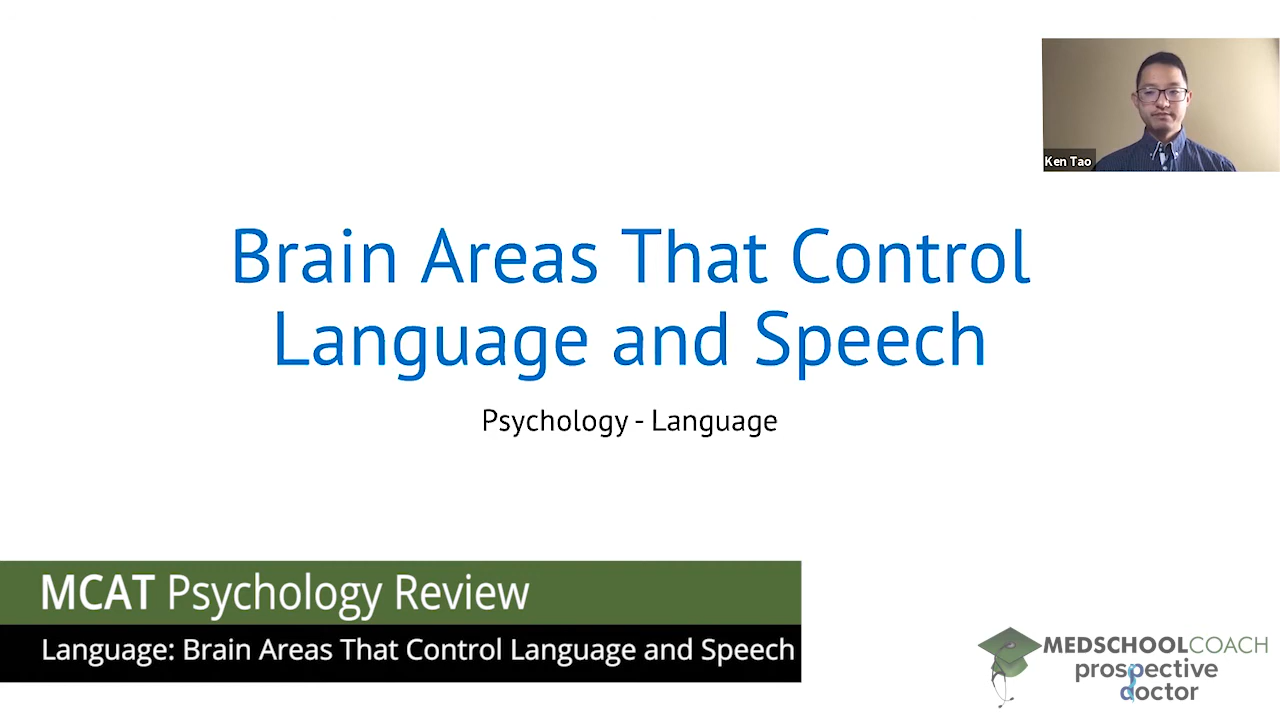 Ken Tao
Brain Areas That Control
Language and Speech
Psychology - Language
MCAT Psychology Review
Language: Brain Areas That Control Language and Speech
MEDSCHOOLCOACH
prospective
doctor